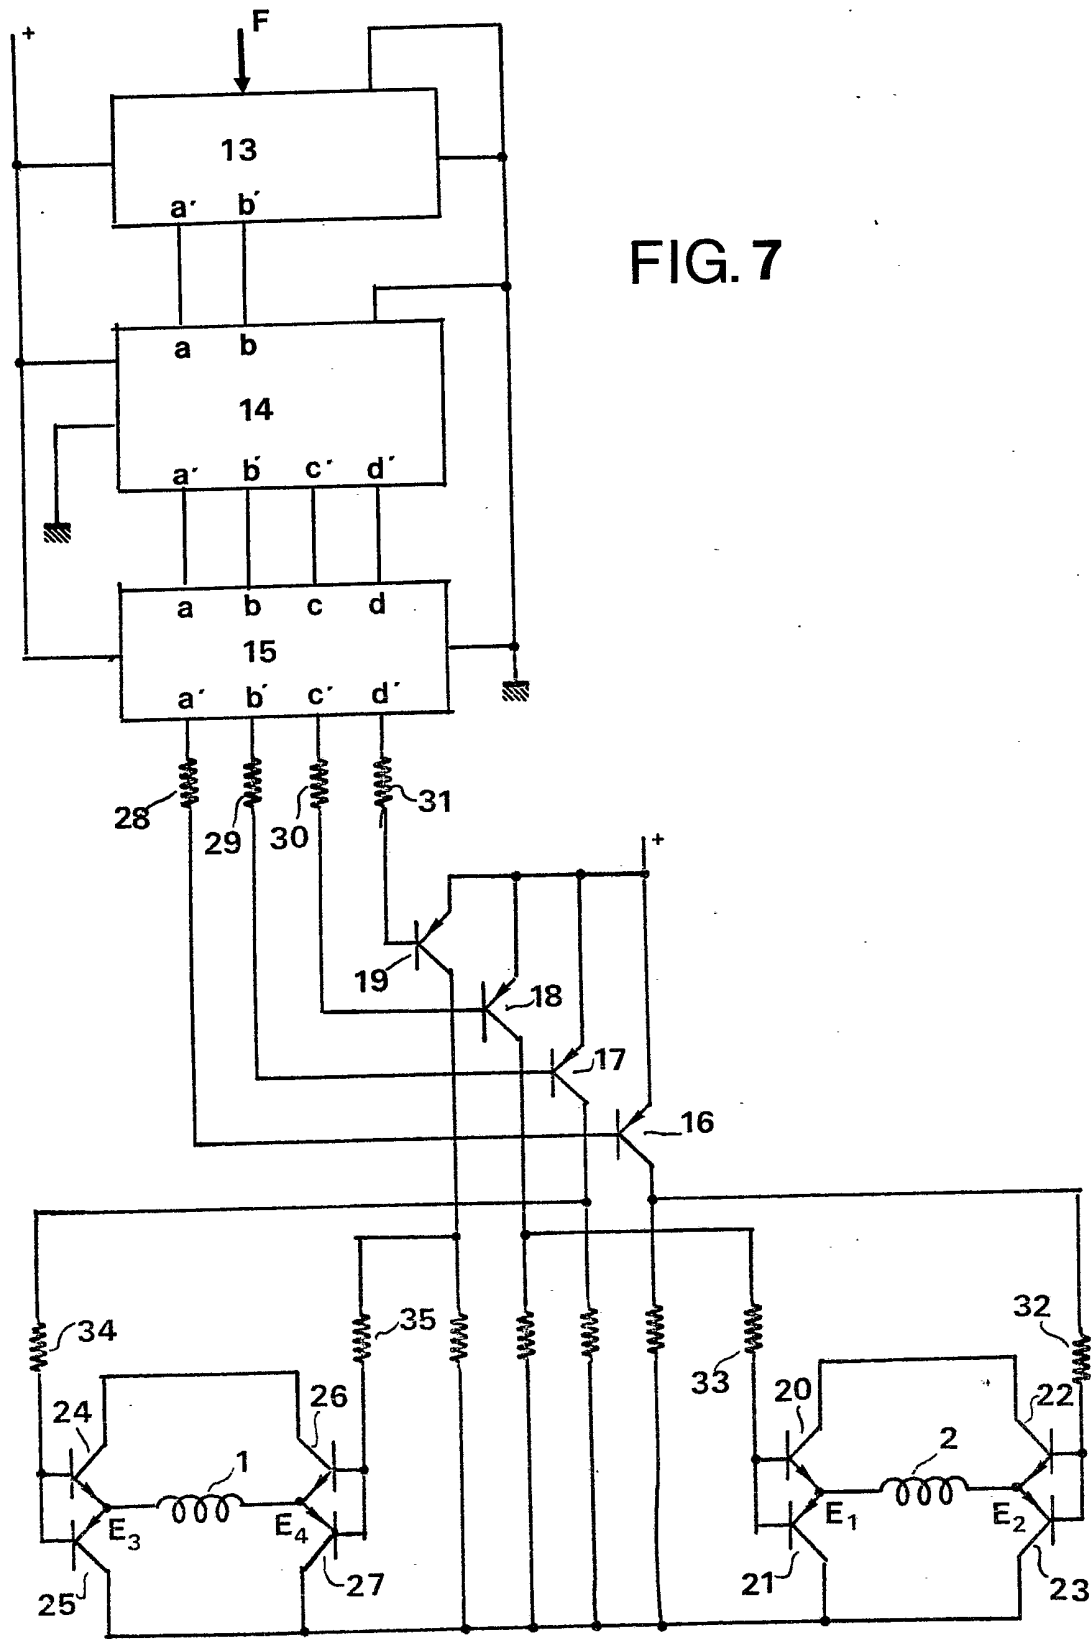 +
F
13
a′ b′
FIG. 7
a b
14
a′ b′ c′ d′
a b c d
15
a′ b′ c′ d′
28 29 30 31
+
19
18
17
16
34 35 33 32
24 26 20 22
1 2
E3 E4 E1 E2
25 27 21 23